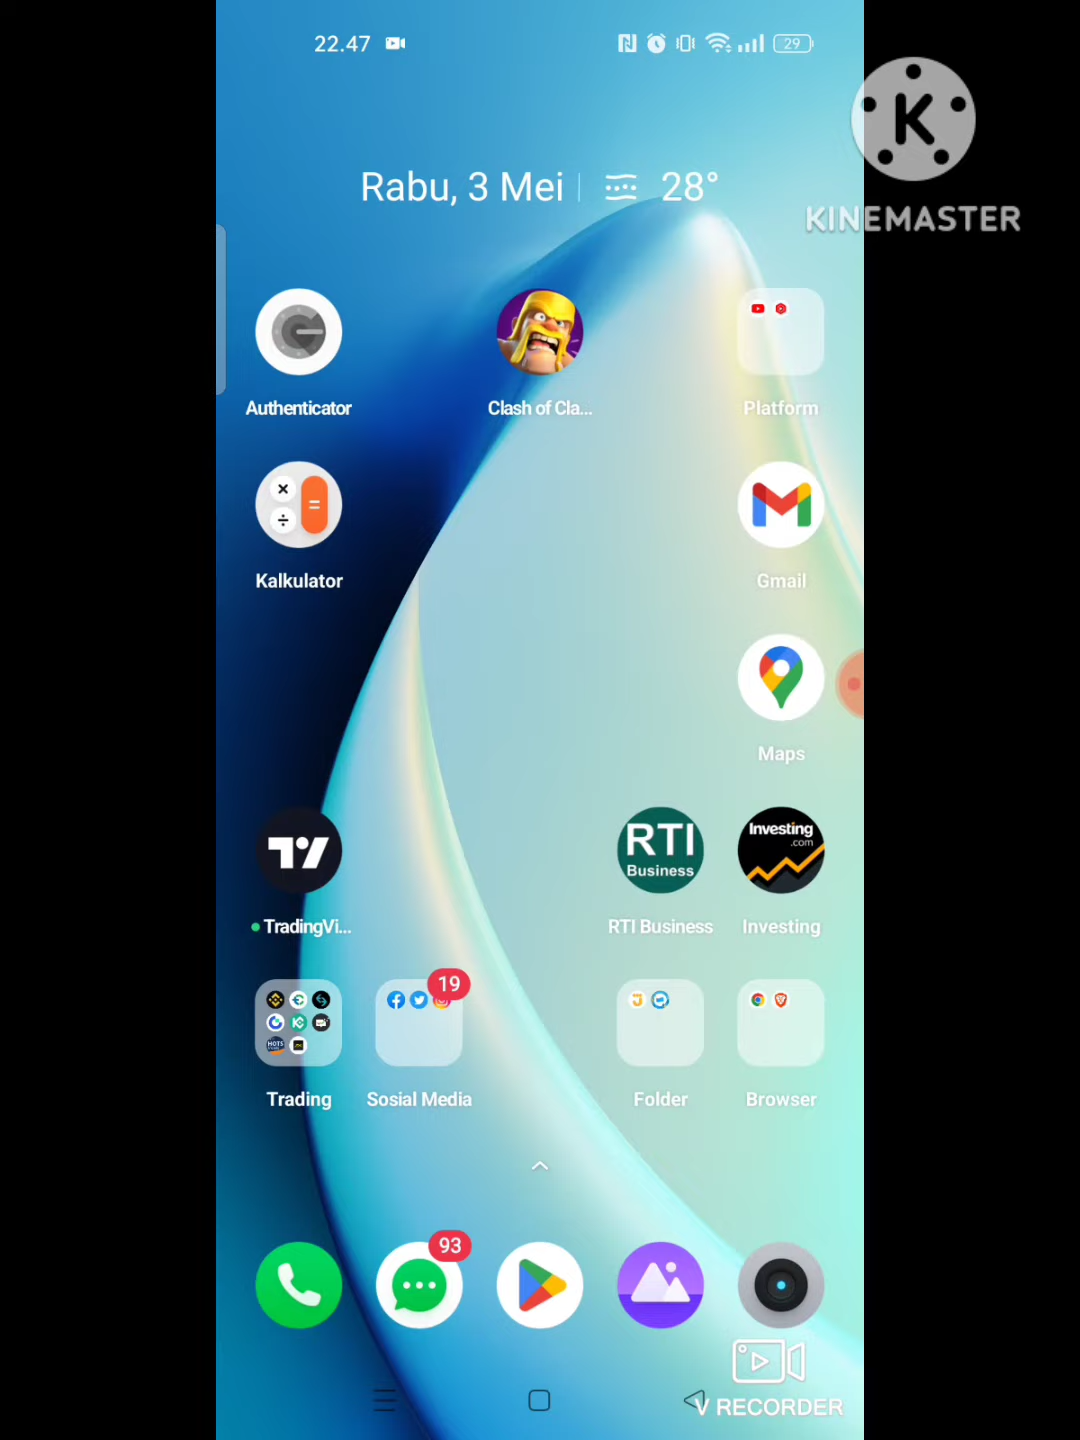 22.47
29
K
KINEMASTER
Rabu, 3 Mei
28°
Authenticator
Clash of Cla...
Platform
Kalkulator
Gmail
Maps
RTI
Business
Investing
.com
TradingVi...
RTI Business
Investing
19
HOTS
Trading
Sosial Media
Folder
Browser
93
V RECORDER